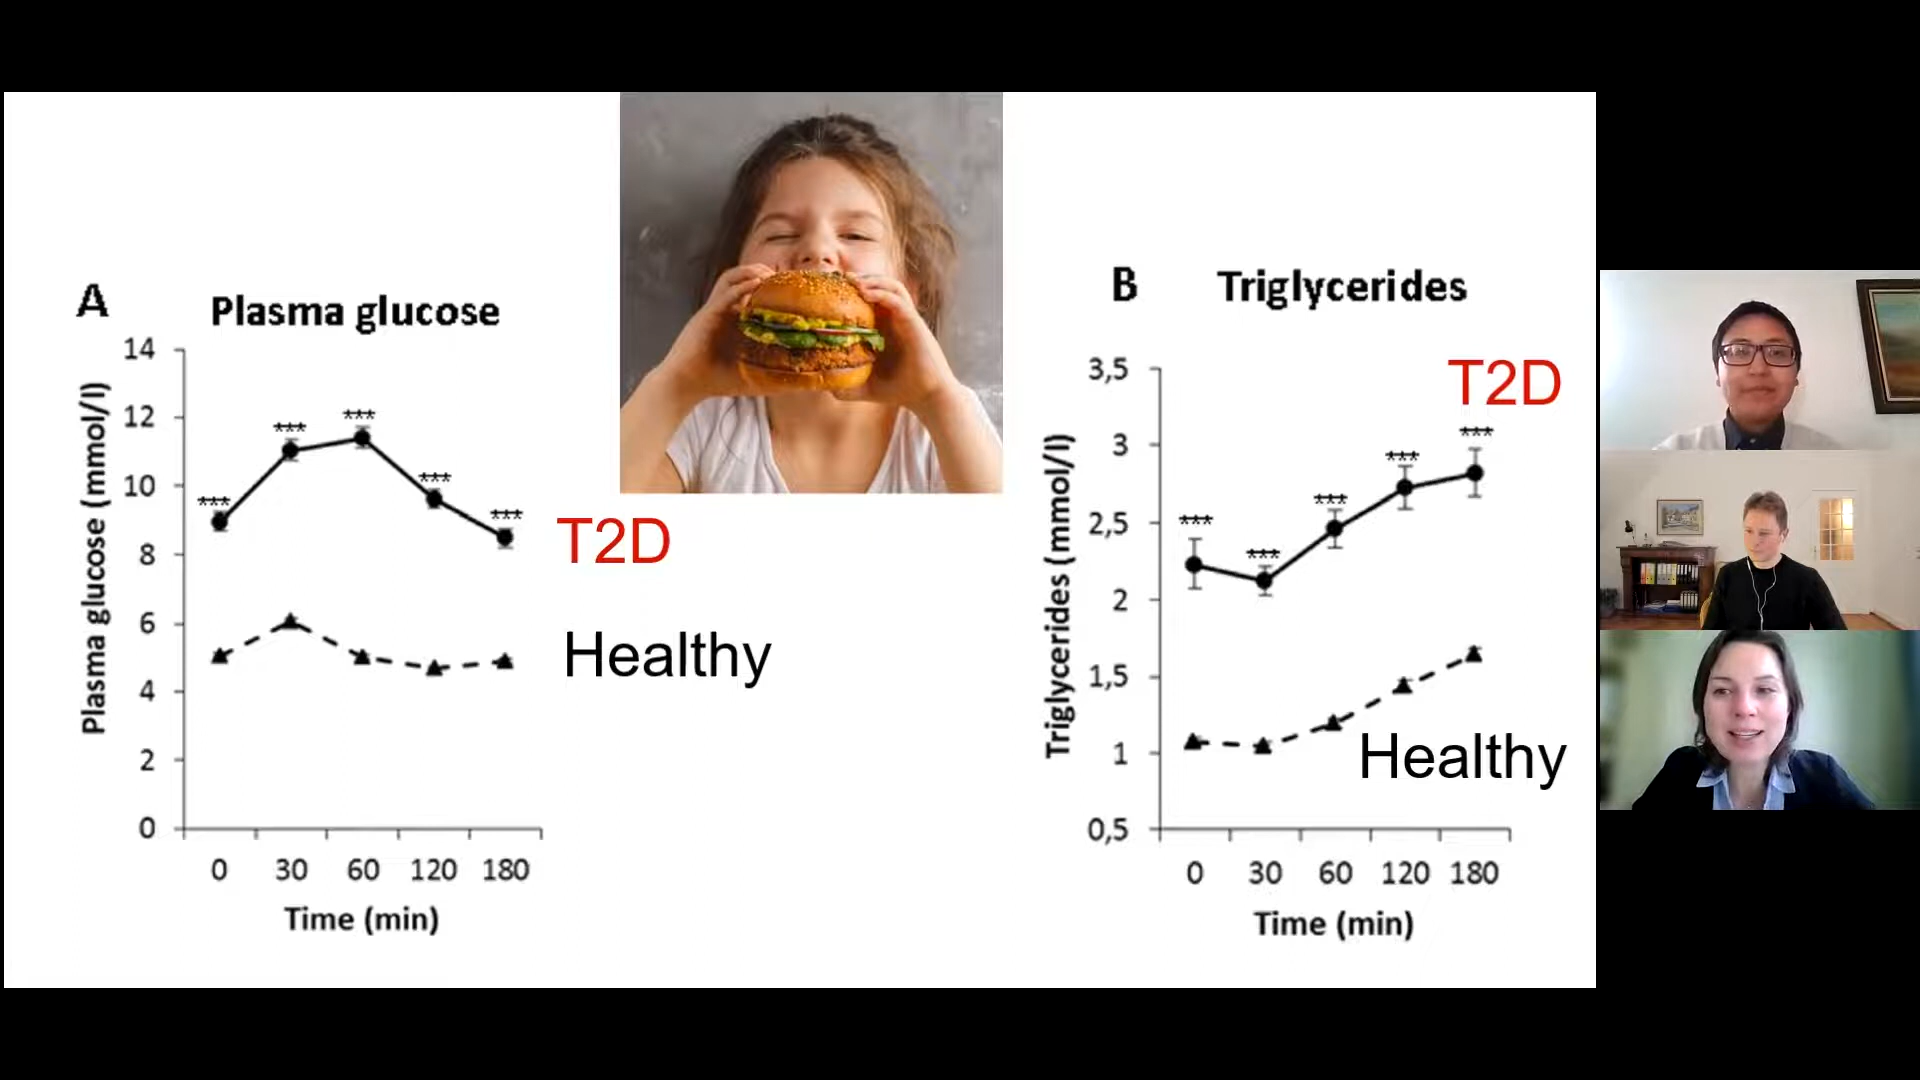 A
Plasma glucose
Plasma glucose (mmol/l)
14
12
10
8
6
4
2
0
***
***
***
***
***
T2D
Healthy
0 30 60 120 180
Time (min)
B
Triglycerides
Triglycerides (mmol/l)
3,5
3
2,5
2
1,5
1
0,5
T2D
***
***
***
***
***
Healthy
0 30 60 120 180
Time (min)